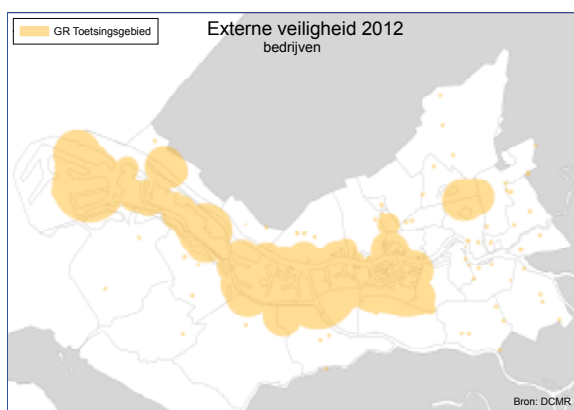 GR Toetsingsgebied
Externe veiligheid 2012
bedrijven
Bron: DCMR